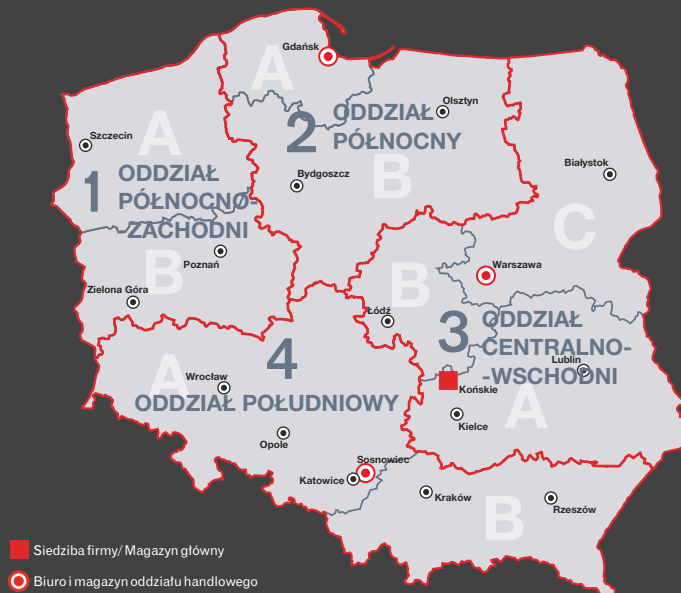 Gdańsk
A
Olsztyn
2 ODDZIAŁ
PÓŁNOCNY
A
Szczecin
Białystok
Bydgoszcz
B
1 ODDZIAŁ
PÓŁNOCNO-
-ZACHODNI
C
Poznań
B
Warszawa
B
Zielona Góra
Łódź
3 ODDZIAŁ
CENTRALNO-
-WSCHODNI
Lublin
4
ODDZIAŁ POŁUDNIOWY
Wrocław
A
Końskie
A
Kielce
Opole
Sosnowiec
Katowice
Kraków
B
Rzeszów
Siedziba firmy/ Magazyn główny
Biuro i magazyn oddziału handlowego